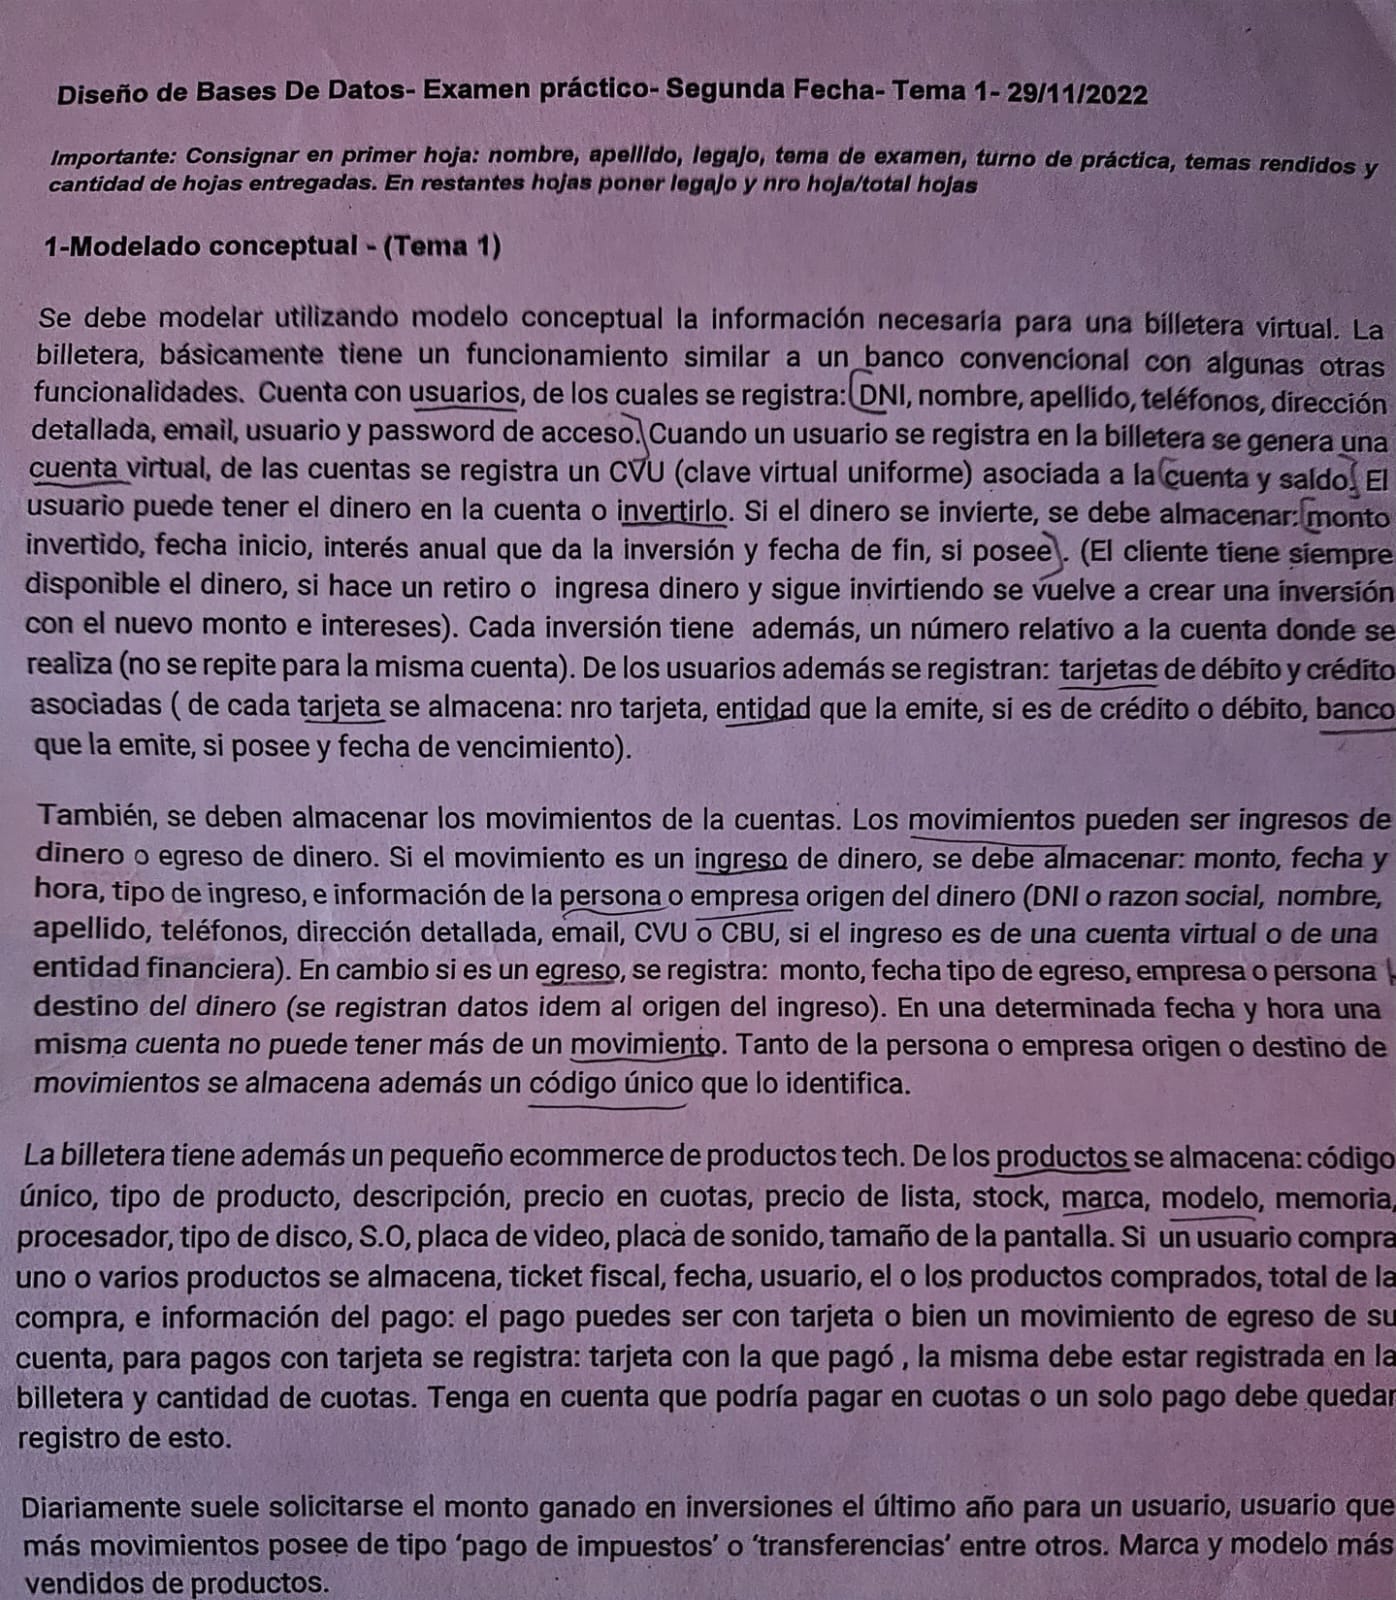 Diseño de Bases De Datos- Examen práctico- Segunda Fecha- Tema 1- 29/11/2022
Importante: Consignar en primer hoja: nombre, apellido, legajo, tema de examen, turno de práctica, temas rendidos y
cantidad de hojas entregadas. En restantes hojas poner legajo y nro hoja/total hojas
1-Modelado conceptual - (Tema 1)
Se debe modelar utilizando modelo conceptual la información necesaria para una billetera virtual. La
billetera, básicamente tiene un funcionamiento similar a un banco convencional con algunas otras
funcionalidades. Cuenta con usuarios, de los cuales se registra: DNI, nombre, apellido, teléfonos, dirección
detallada, email, usuario y password de acceso. Cuando un usuario se registra en la billetera se genera una
cuenta virtual, de las cuentas se registra un CVU (clave virtual uniforme) asociada a la cuenta y saldo. El
usuario puede tener el dinero en la cuenta o invertirlo. Si el dinero se invierte, se debe almacenar: monto
invertido, fecha inicio, interés anual que da la inversión y fecha de fin, si posee . (El cliente tiene siempre
disponible el dinero, si hace un retiro o ingresa dinero y sigue invirtiendo se vuelve a crear una inversión
con el nuevo monto e intereses). Cada inversión tiene además, un número relativo a la cuenta donde se
realiza (no se repite para la misma cuenta). De los usuarios además se registran: tarjetas de débito y crédito
asociadas ( de cada tarjeta se almacena: nro tarjeta, entidad que la emite, si es de crédito o débito, banco
que la emite, si posee y fecha de vencimiento).
También, se deben almacenar los movimientos de la cuentas. Los movimientos pueden ser ingresos de
dinero o egreso de dinero. Si el movimiento es un ingreso de dinero, se debe almacenar: monto, fecha y
hora, tipo de ingreso, e información de la persona o empresa origen del dinero (DNI o razon social, nombre,
apellido, teléfonos, dirección detallada, email, CVU o CBU, si el ingreso es de una cuenta virtual o de una
entidad financiera). En cambio si es un egreso, se registra: monto, fecha tipo de egreso, empresa o persona
destino del dinero (se registran datos idem al origen del ingreso). En una determinada fecha y hora una
misma cuenta no puede tener más de un movimiento. Tanto de la persona o empresa origen o destino de
movimientos se almacena además un código único que lo identifica.
La billetera tiene además un pequeño ecommerce de productos tech. De los productos se almacena: código
único, tipo de producto, descripción, precio en cuotas, precio de lista, stock, marca, modelo, memoria,
procesador, tipo de disco, S.O, placa de video, placa de sonido, tamaño de la pantalla. Si un usuario compra
uno o varios productos se almacena, ticket fiscal, fecha, usuario, el o los productos comprados, total de la
compra, e información del pago: el pago puedes ser con tarjeta o bien un movimiento de egreso de su
cuenta, para pagos con tarjeta se registra: tarjeta con la que pagó , la misma debe estar registrada en la
billetera y cantidad de cuotas. Tenga en cuenta que podría pagar en cuotas o un solo pago debe quedar
registro de esto.
Diariamente suele solicitarse el monto ganado en inversiones el último año para un usuario, usuario que
más movimientos posee de tipo ‘pago de impuestos’ o ‘transferencias’ entre otros. Marca y modelo más
vendidos de productos.